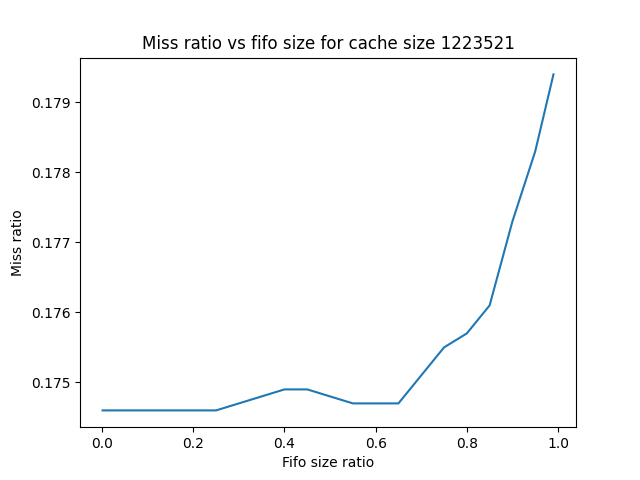 Miss ratio vs fifo size for cache size 1223521
0.179
0.178
0.177
0.176
0.175
Miss ratio
0.0 0.2 0.4 0.6 0.8 1.0
Fifo size ratio